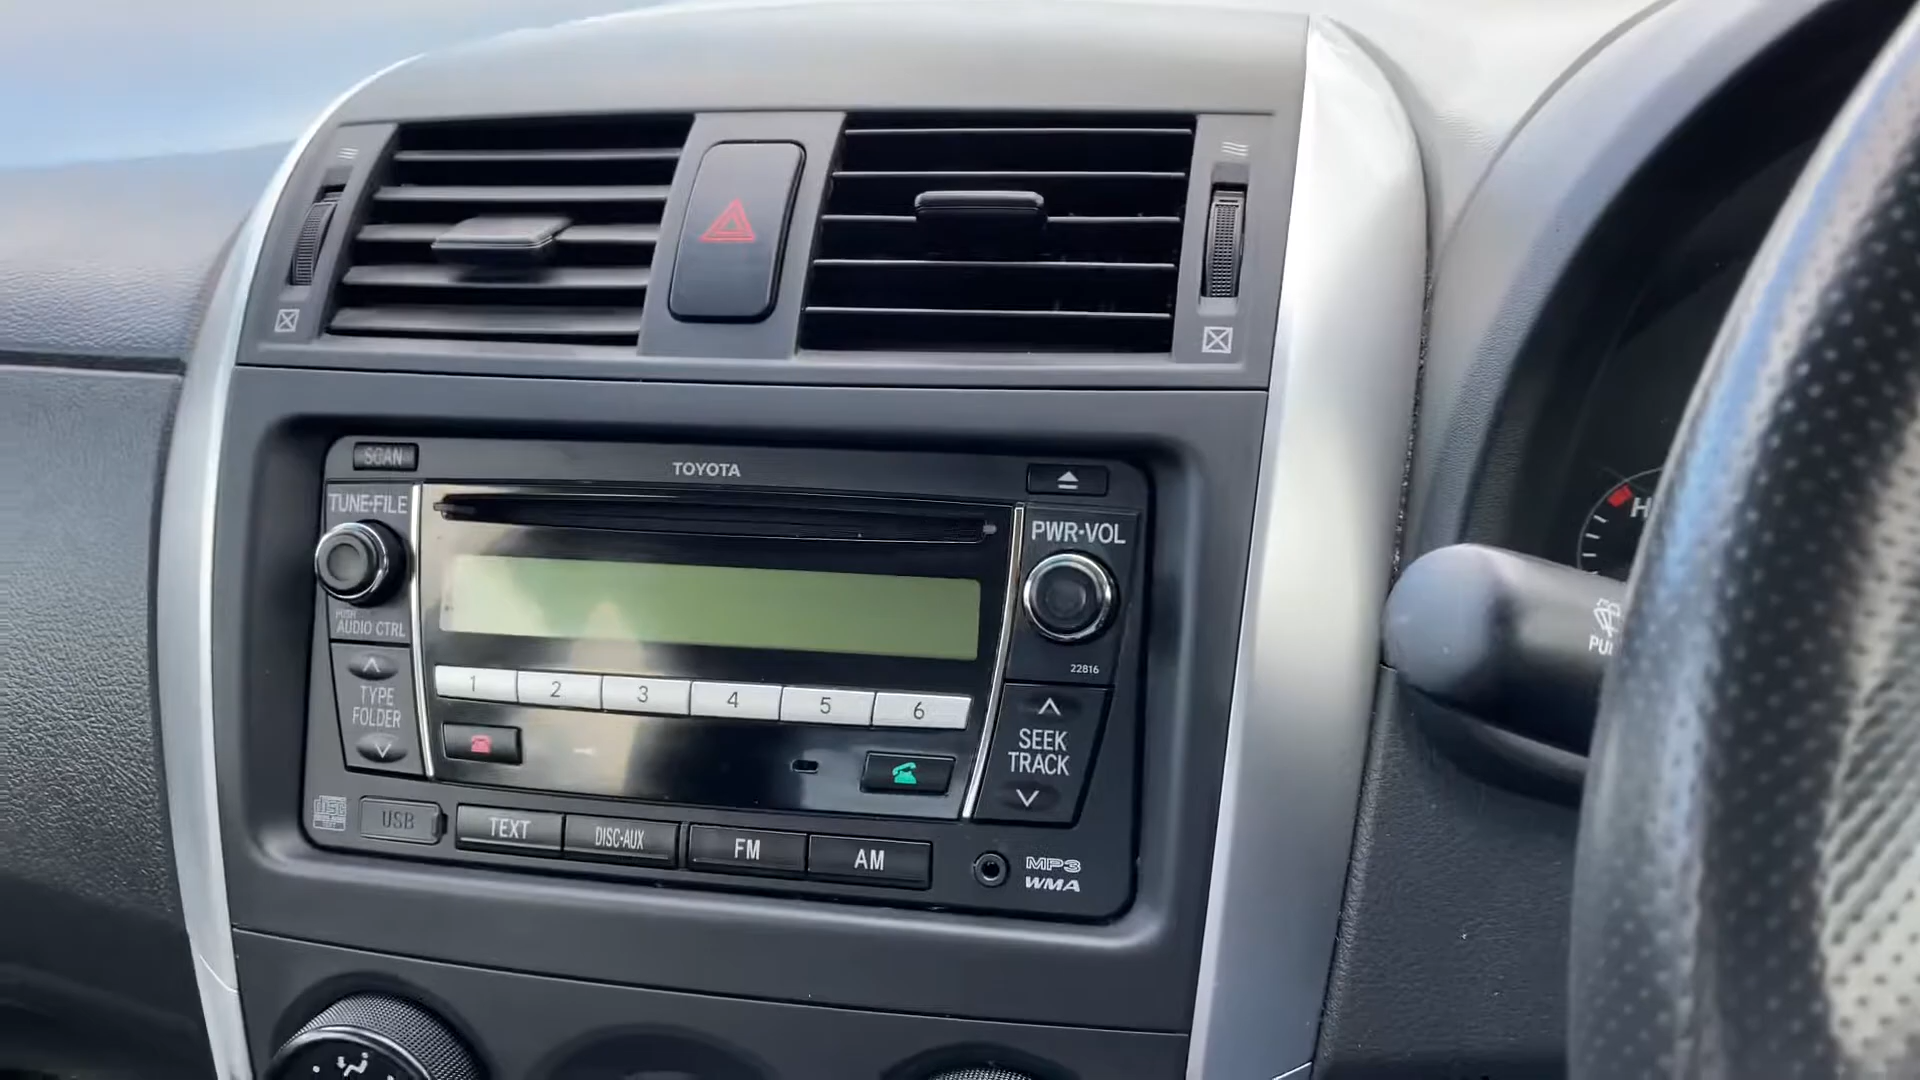 SCAN
TOYOTA
TUNE·FILE
PWR·VOL
H
PUSH
AUDIO CTRL
22816
1 2 3 4 5 6
TYPE
FOLDER
SEEK
TRACK
USB
TEXT
DISC·AUX
FM
AM
MP3
WMA